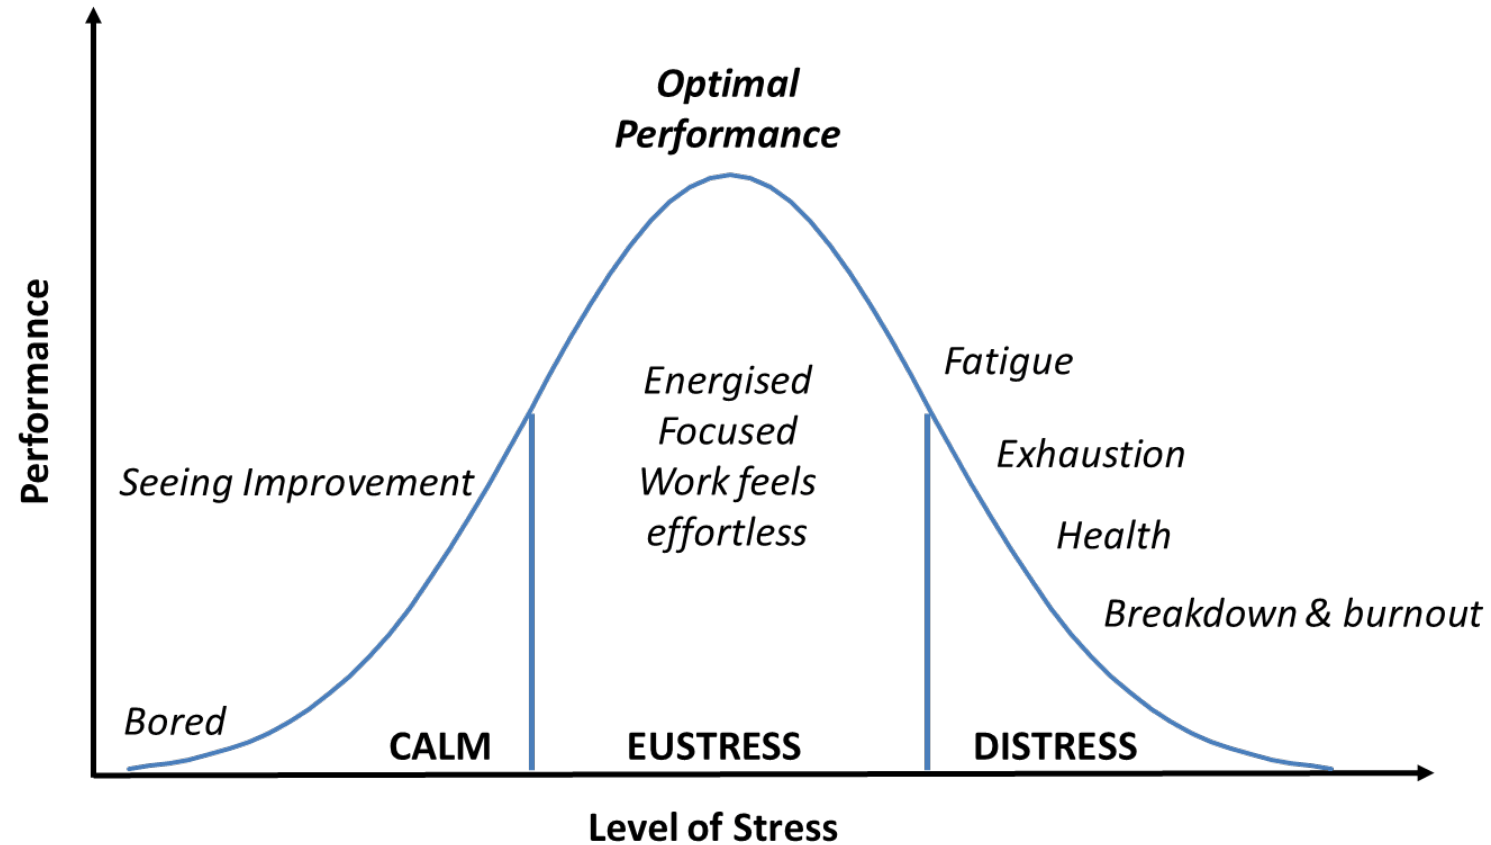 Optimal
Performance
Performance
Fatigue
Energised
Focused
Work feels
effortless
Exhaustion
Seeing Improvement
Health
Breakdown & burnout
Bored
CALM
EUSTRESS
DISTRESS
Level of Stress